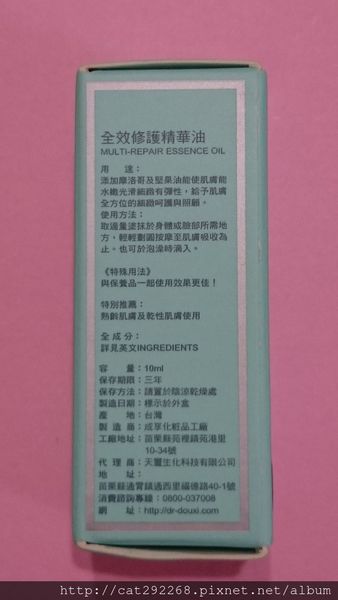 全效修護精華油
MULTI-REPAIR ESSENCE OIL
用　　途：
添加摩洛哥及堅果油能使肌膚能
水嫩光滑細緻有彈性，給予肌膚
全方位的細緻呵護與照顧。
使用方法：
取適量塗抹於身體或臉部所需地
方，輕輕劃圓按摩至肌膚吸收為
止。也可於泡澡時滴入。
《特殊用法》
與保養品一起使用效果更佳！
特別推薦：
熟齡肌膚及乾性肌膚使用
全 成 分：
詳見英文INGREDIENTS
容　　量：10ml
保存期限：三年
保存方法：請置於陰涼乾燥處
製造日期：標示於外盒
產　　地：台灣
製 造 商：成享化粧品工廠
工廠地址：苗栗縣苑裡鎮苑港里
10-34號
代 理 商：天璽生化科技有限公司
地　　址：
苗栗縣通霄鎮通西里福德路40-1號
消費諮詢專線：0800-037008
網　　址：http://dr-douxi.com
http://cat292268.pixnet.net/album